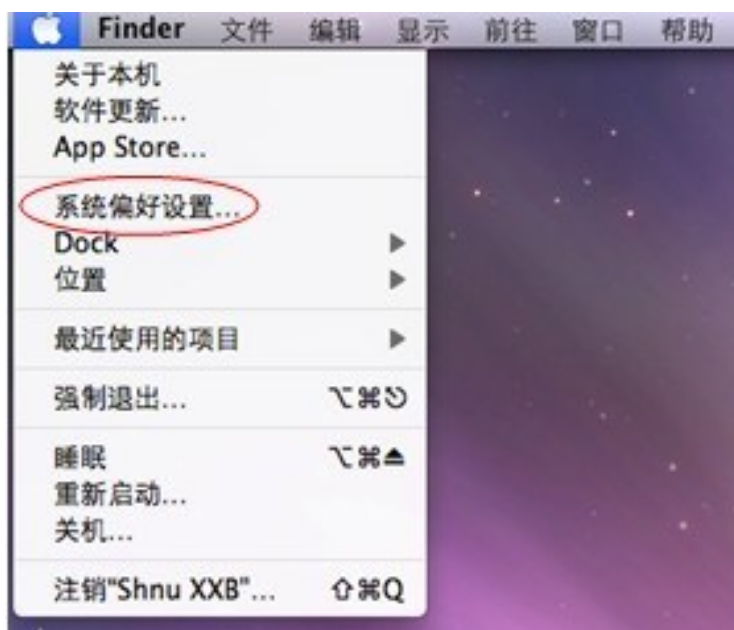 Finder 文件 编辑 显示 前往 窗口 帮助
关于本机
软件更新...
App Store...
系统偏好设置...
Dock
位置
最近使用的项目
强制退出... ⌥⌘⎋
睡眠 ⌥⌘⏏
重新启动...
关机...
注销"Shnu XXB"... ⇧⌘Q